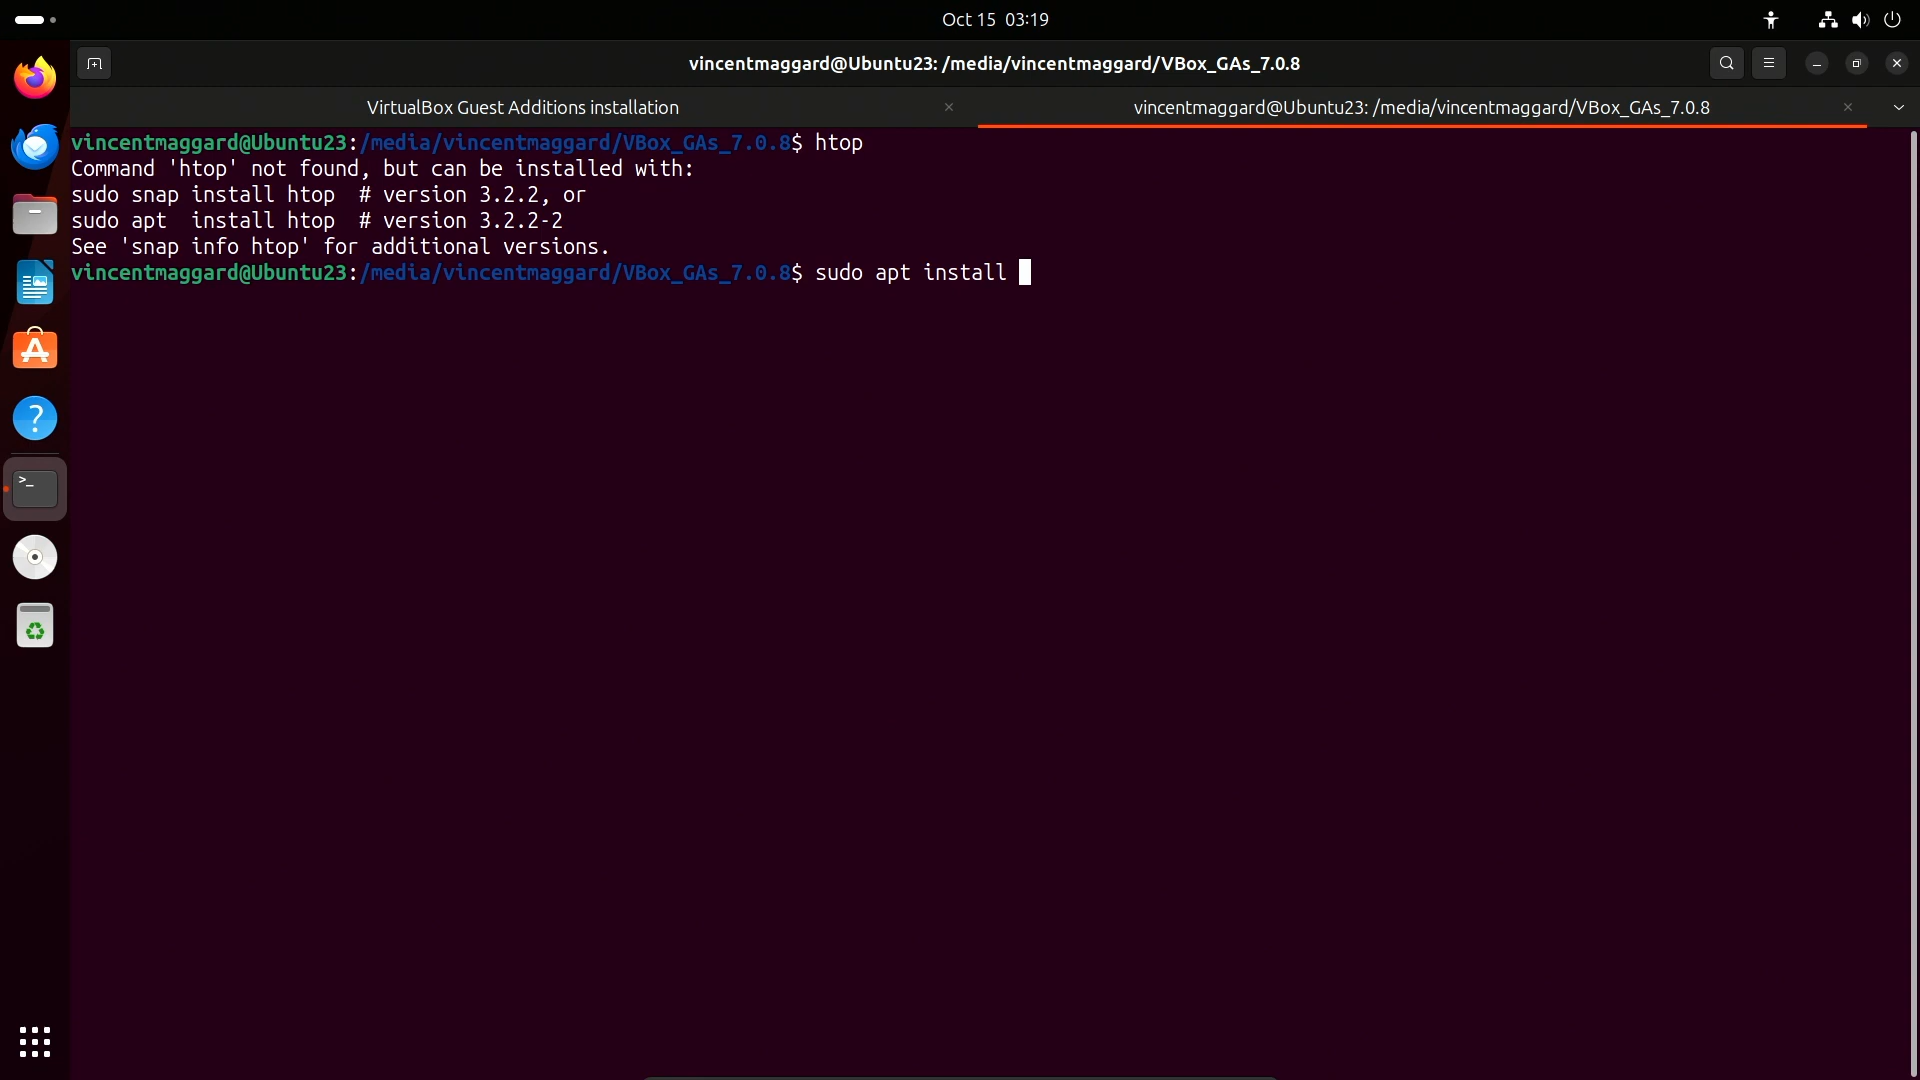 Oct 15 03:19
vincentmaggard@Ubuntu23: /media/vincentmaggard/VBox_GAs_7.0.8
VirtualBox Guest Additions installation
vincentmaggard@Ubuntu23: /media/vincentmaggard/VBox_GAs_7.0.8
vincentmaggard@Ubuntu23:/media/vincentmaggard/VBox_GAs_7.0.8$ htop
Command 'htop' not found, but can be installed with:
sudo snap install htop  # version 3.2.2, or
sudo apt  install htop  # version 3.2.2-2
See 'snap info htop' for additional versions.
vincentmaggard@Ubuntu23:/media/vincentmaggard/VBox_GAs_7.0.8$ sudo apt install